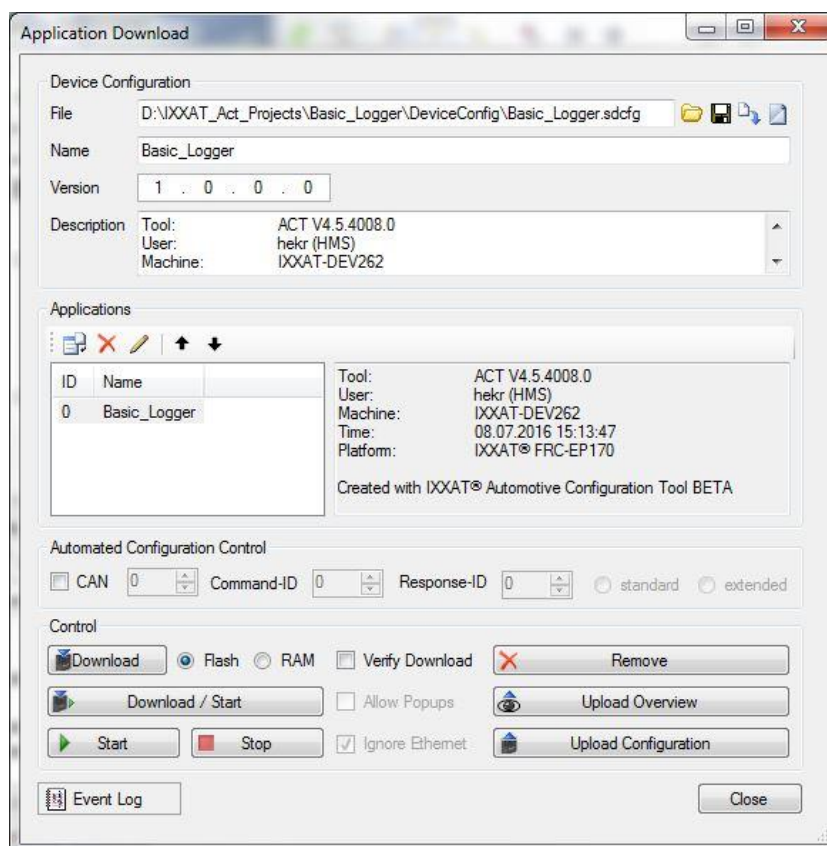 Application Download
Device Configuration
File D:\IXXAT_Act_Projects\Basic_Logger\DeviceConfig\Basic_Logger.sdcfg
Name Basic_Logger
Version 1 . 0 . 0 . 0
Description Tool: ACT V4.5.4008.0
User: hekr (HMS)
Machine: IXXAT-DEV262
Applications
ID Name
0 Basic_Logger
Tool: ACT V4.5.4008.0
User: hekr (HMS)
Machine: IXXAT-DEV262
Time: 08.07.2016 15:13:47
Platform: IXXAT® FRC-EP170
Created with IXXAT® Automotive Configuration Tool BETA
Automated Configuration Control
CAN 0 Command-ID 0 Response-ID 0 standard extended
Control
Download Flash RAM Verify Download Remove
Download / Start Allow Popups Upload Overview
Start Stop Ignore Ethernet Upload Configuration
Event Log Close